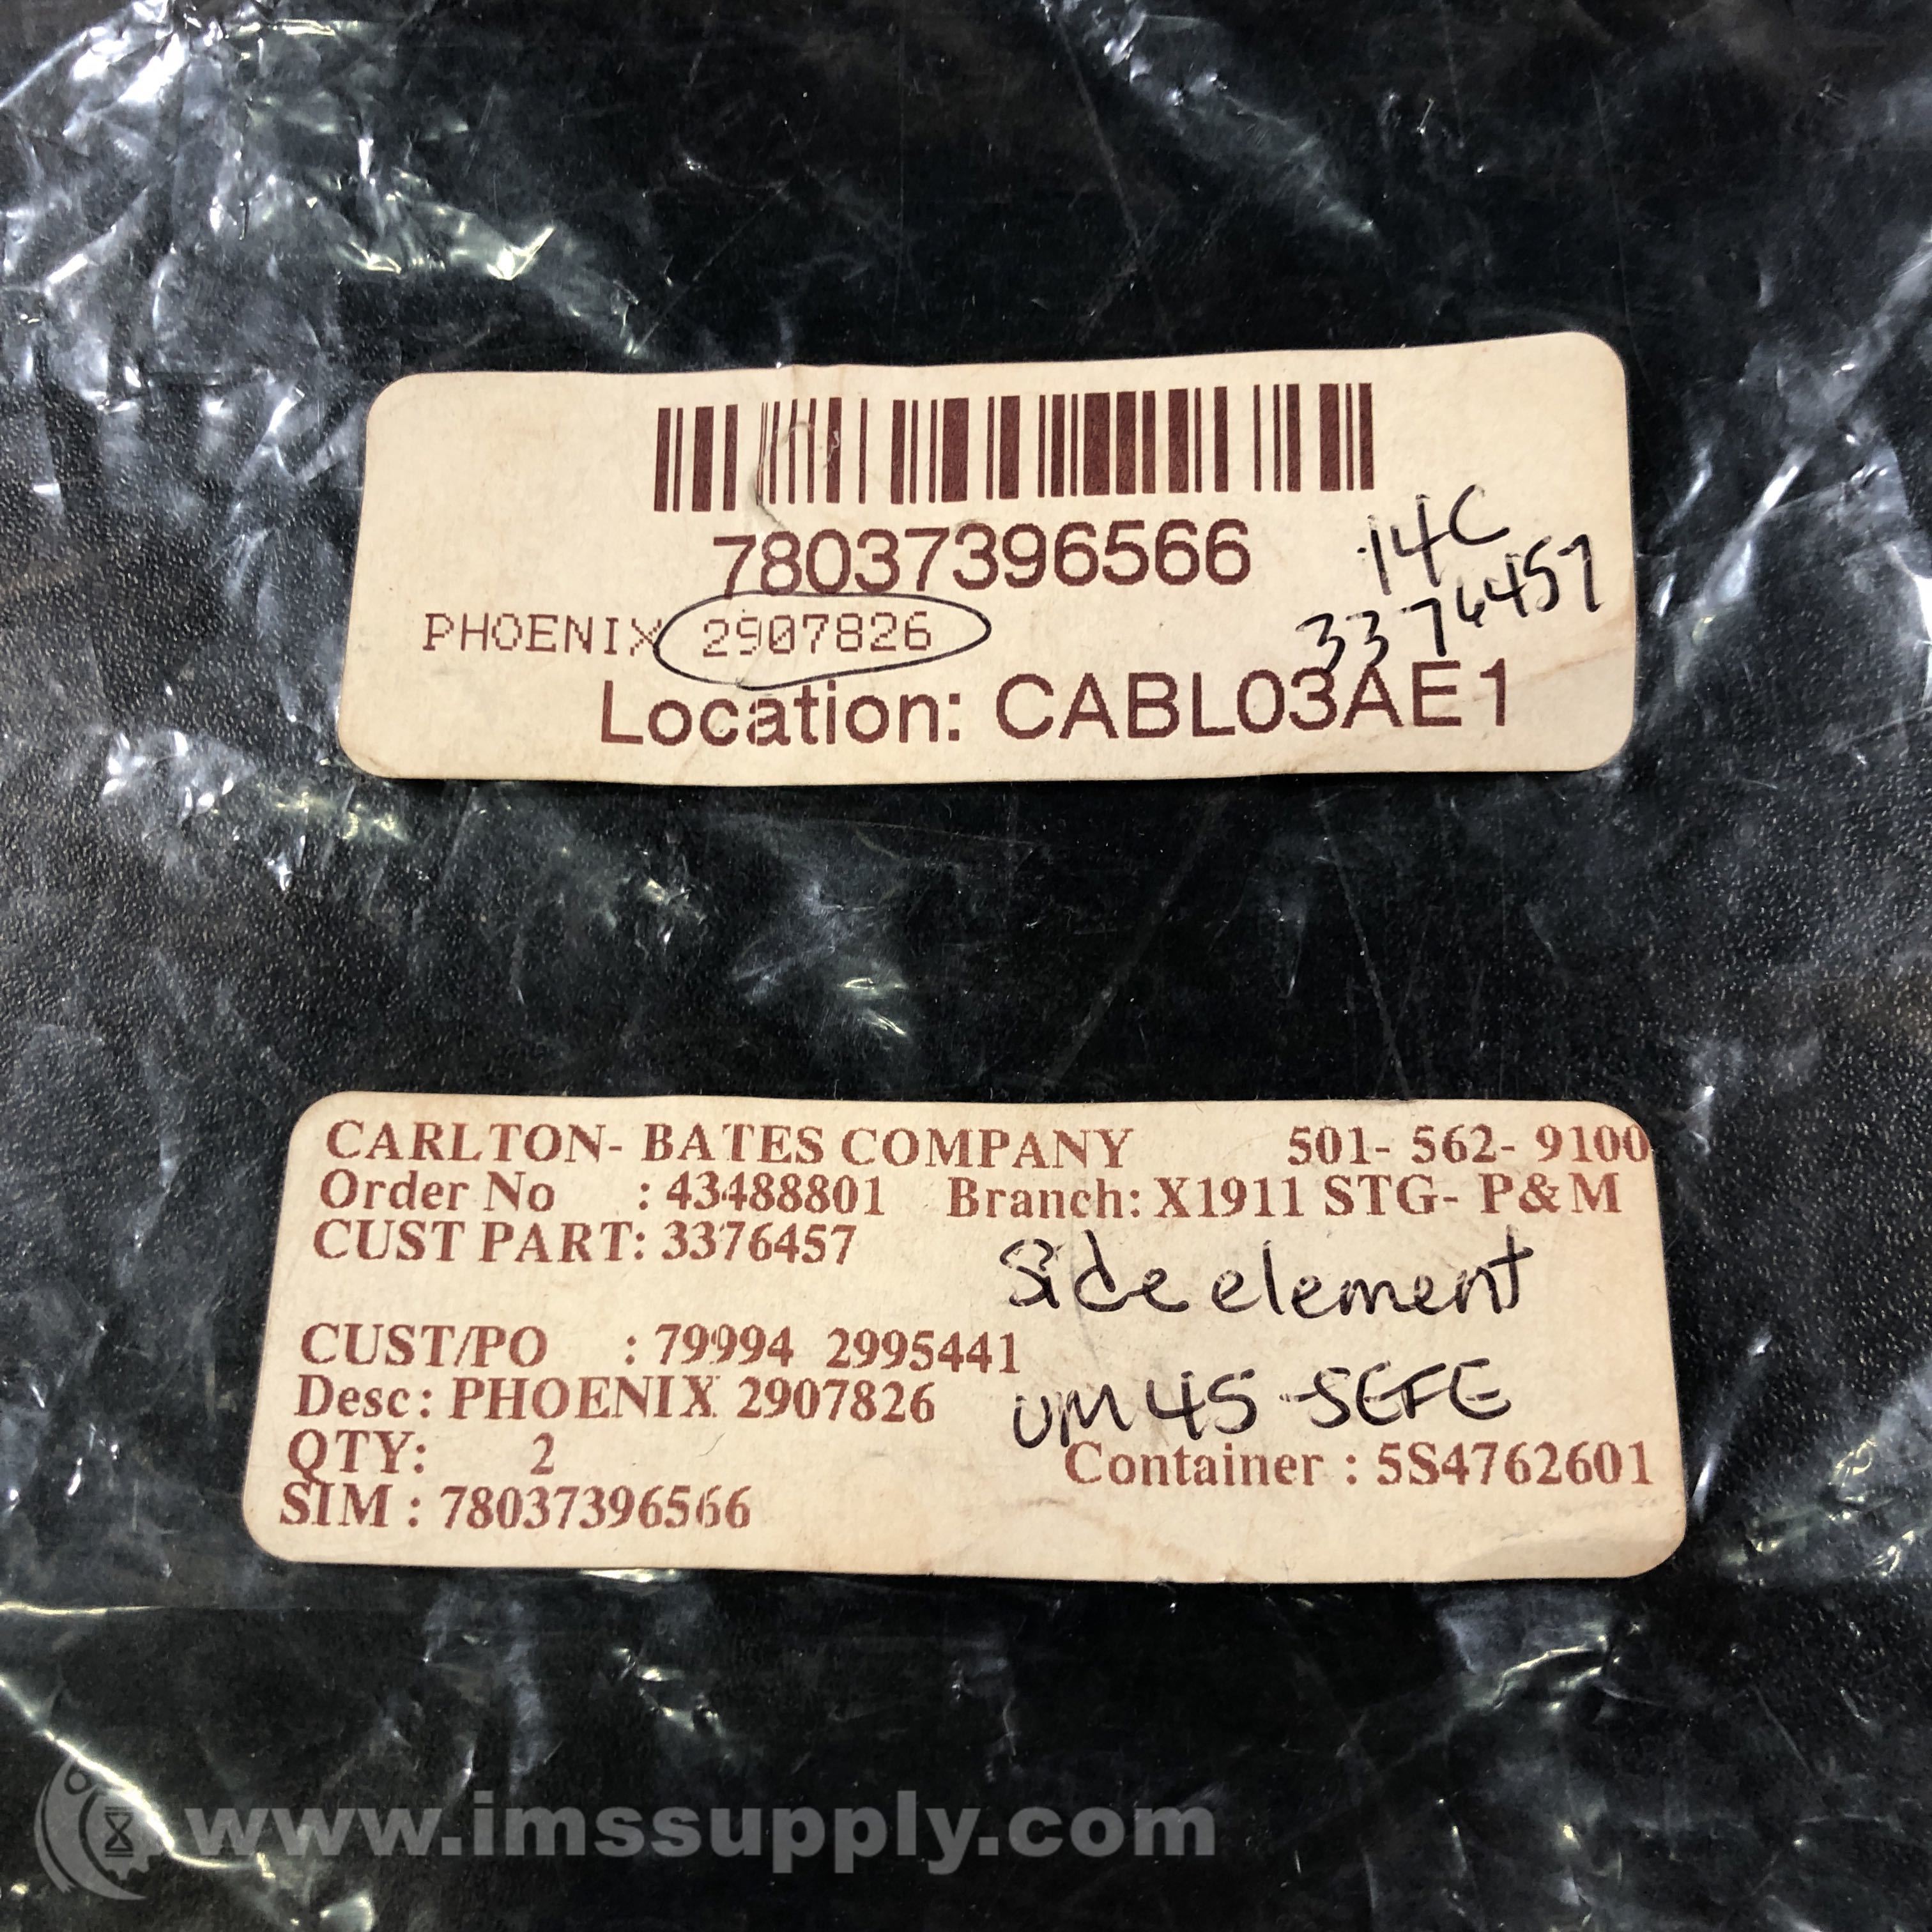 78037396566
14C
PHOENIX 2907826
3376457
Location: CABL03AE1
CARLTON- BATES COMPANY 501- 562- 9100
Order No : 43488801 Branch: X1911 STG- P&M
CUST PART: 3376457
Side element
CUST/PO : 79994 2995441
Desc: PHOENIX 2907826
UM 45 -SEFE
QTY: 2
Container : 5S4762601
SIM : 78037396566
www.imssupply.com